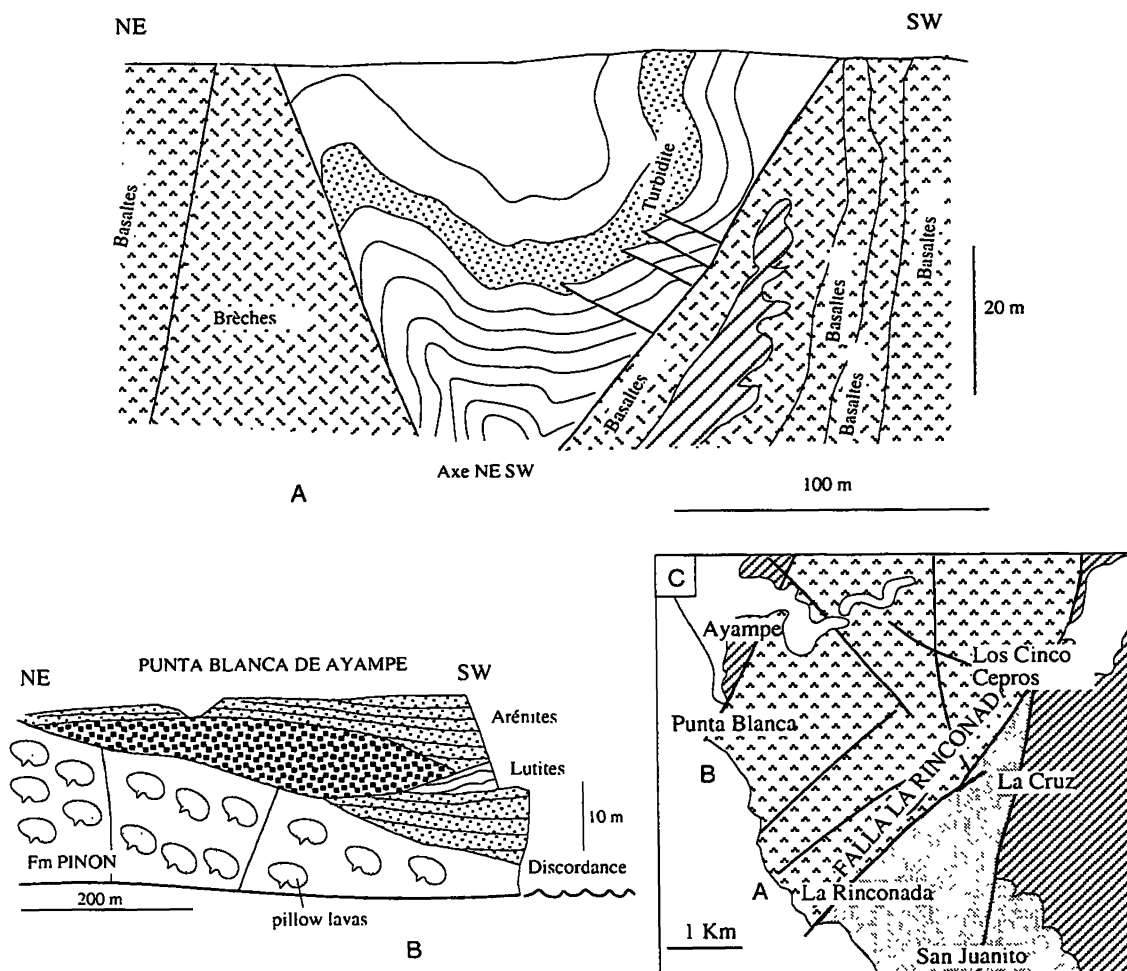 NE
SW
Basaltes
Brèches
Turbidite
Basaltes
Basaltes
Basaltes
Basaltes
20 m
Axe NE SW
A
100 m
PUNTA BLANCA DE AYAMPE
NE
SW
Arénites
Lutites
10 m
Fm PINON
Discordance
200 m
pillow lavas
B
C
Ayampe
Los Cinco
Cepros
Punta Blanca
B
FALLA LA RINCONAD
La Cruz
A
La Rinconada
1 Km
San Juanito